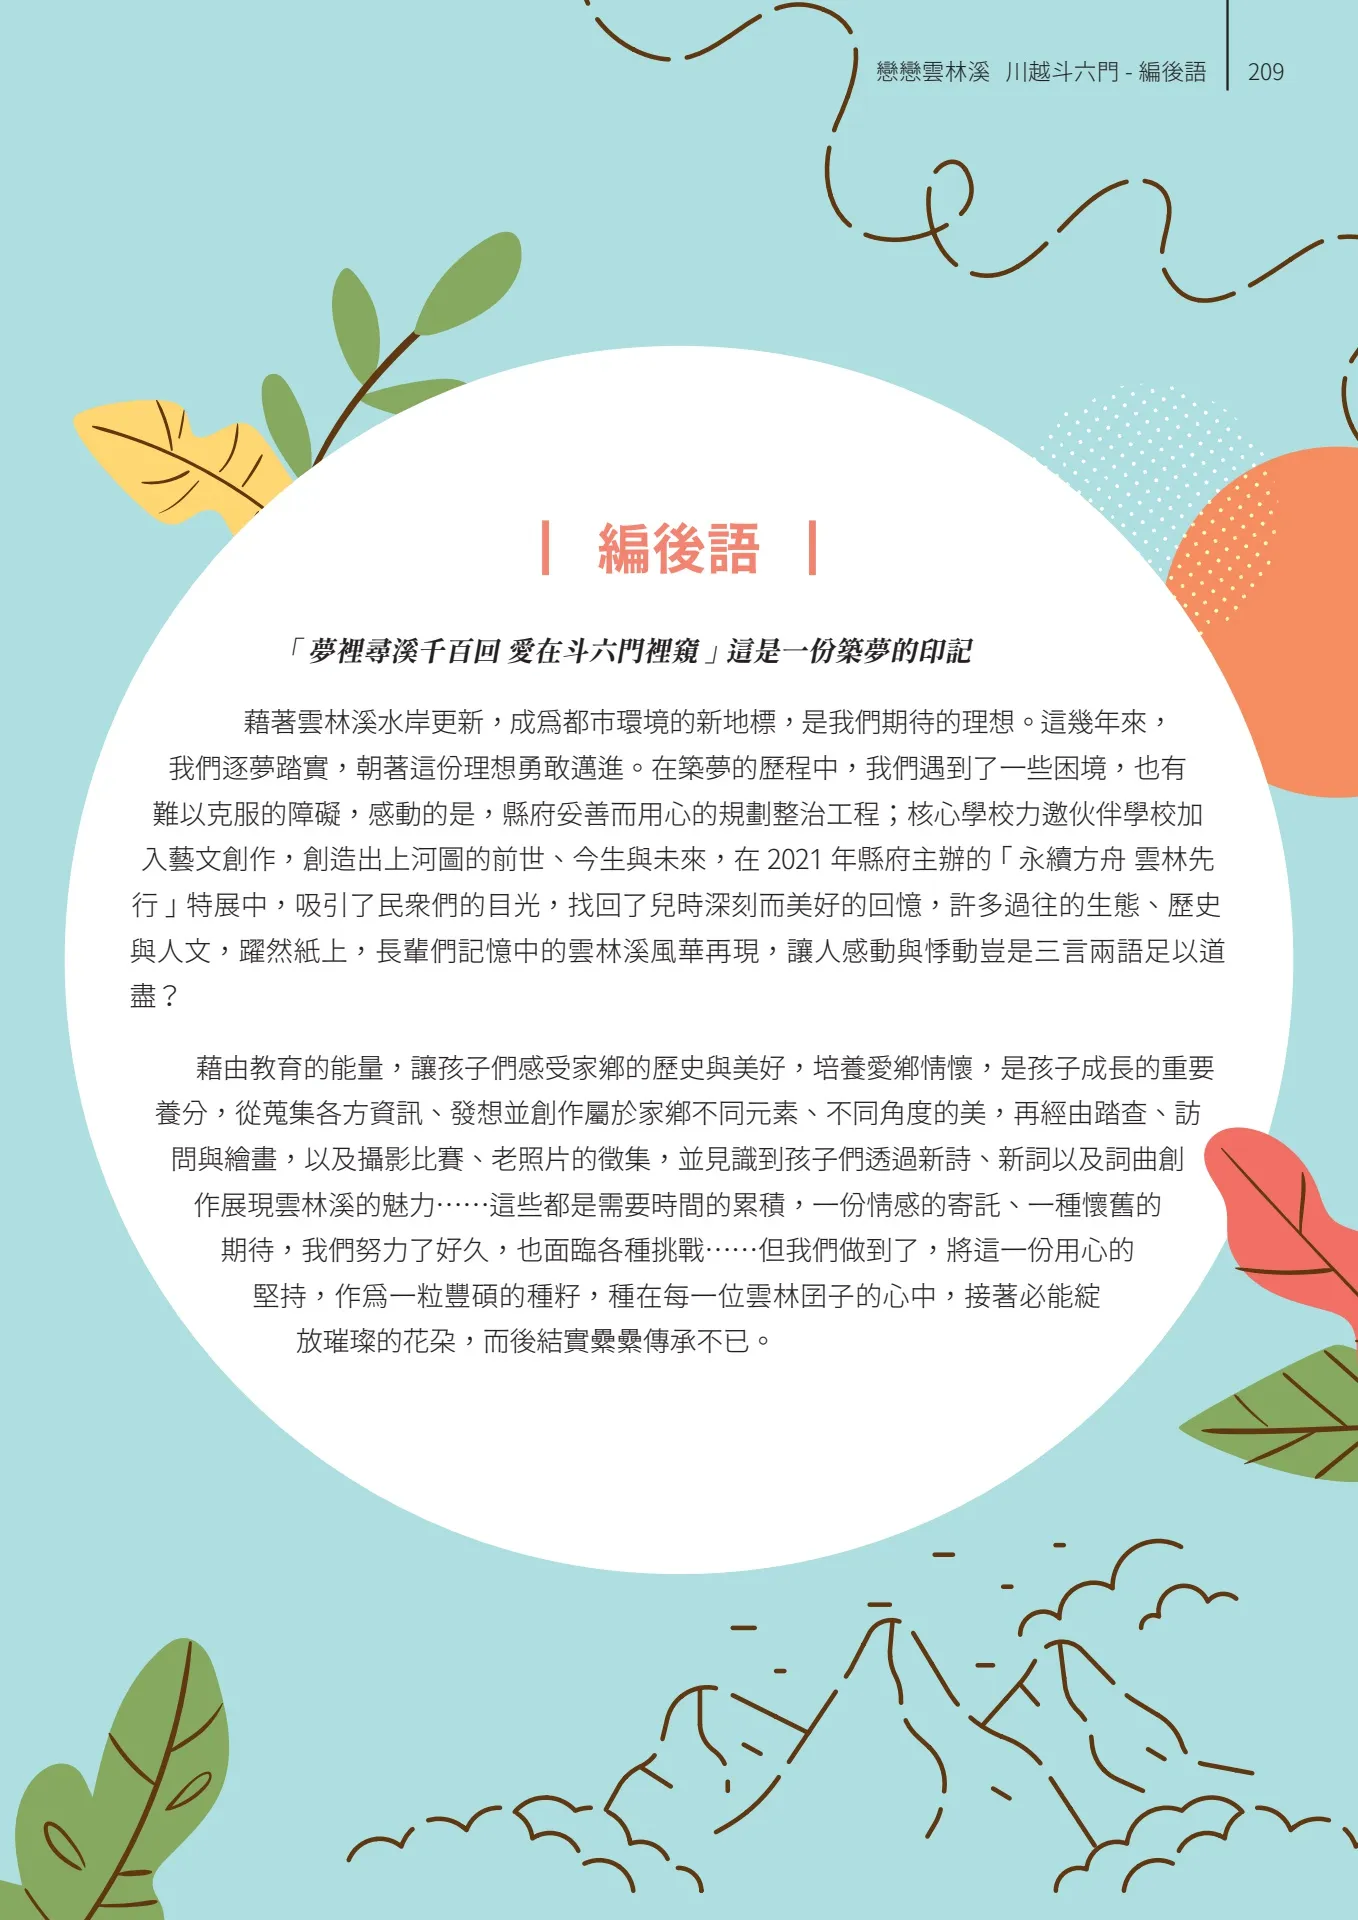 戀戀雲林溪 川越斗六門 - 編後語 209
編後語
「夢裡尋溪千百回 愛在斗六門裡窺」這是一份築夢的印記
藉著雲林溪水岸更新，成為都市環境的新地標，是我們期待的理想。這幾年來，
我們逐夢踏實，朝著這份理想勇敢邁進。在築夢的歷程中，我們遇到了一些困境，也有
難以克服的障礙，感動的是，縣府妥善而用心的規劃整治工程；核心學校力邀伙伴學校加
入藝文創作，創造出上河圖的前世、今生與未來，在 2021 年縣府主辦的「永續方舟 雲林先
行」特展中，吸引了民眾們的目光，找回了兒時深刻而美好的回憶，許多過往的生態、歷史
與人文，躍然紙上，長輩們記憶中的雲林溪風華再現，讓人感動與悸動豈是三言兩語足以道
盡？
藉由教育的能量，讓孩子們感受家鄉的歷史與美好，培養愛鄉情懷，是孩子成長的重要
養分，從蒐集各方資訊、發想並創作屬於家鄉不同元素、不同角度的美，再經由踏查、訪
問與繪畫，以及攝影比賽、老照片的徵集，並見識到孩子們透過新詩、新詞以及詞曲創
作展現雲林溪的魅力⋯⋯這些都是需要時間的累積，一份情感的寄託、一種懷舊的
期待，我們努力了好久，也面臨各種挑戰⋯⋯但我們做到了，將這一份用心的
堅持，作為一粒豐碩的種籽，種在每一位雲林囝子的心中，接著必能綻
放璀璨的花朵，而後結實纍纍傳承不已。